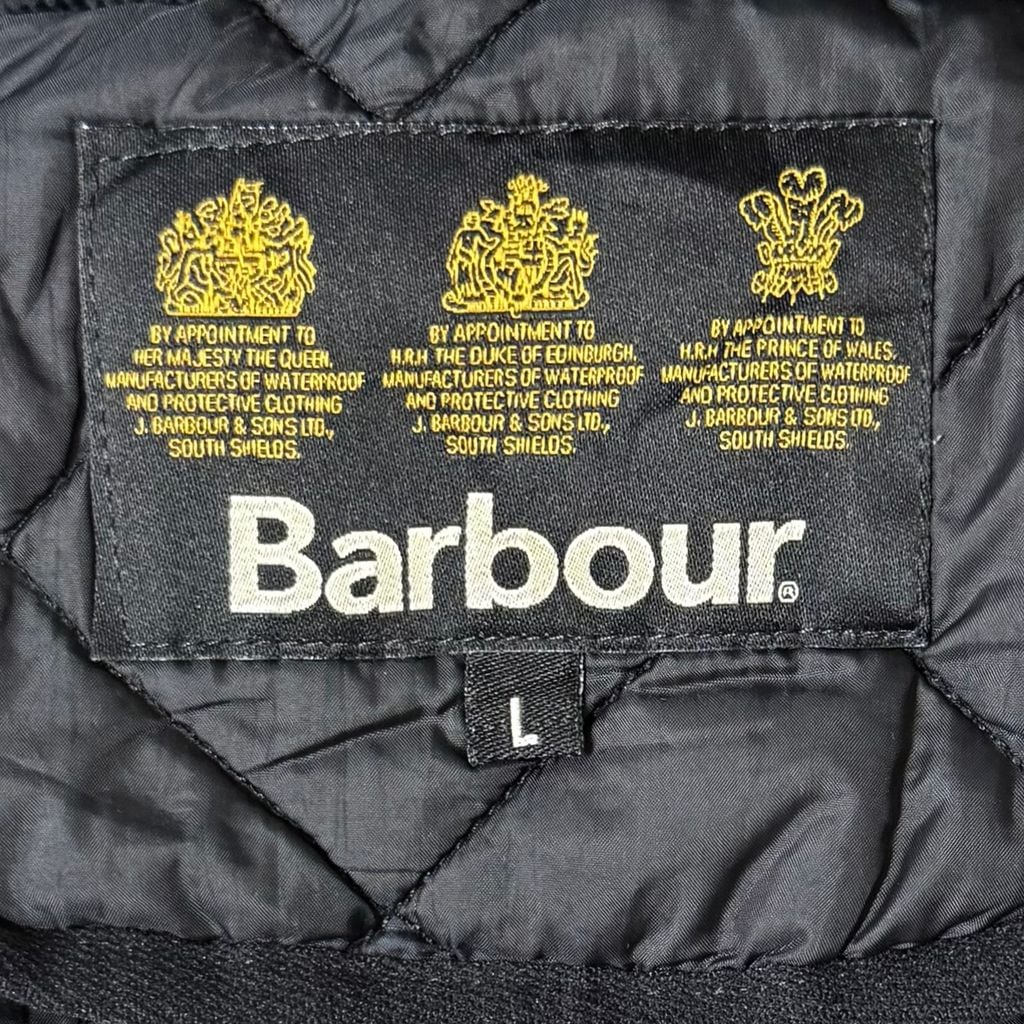 BY APPOINTMENT TO
HER MAJESTY THE QUEEN.
MANUFACTURERS OF WATERPROOF
AND PROTECTIVE CLOTHING
J. BARBOUR & SONS LTD.,
SOUTH SHIELDS.
BY APPOINTMENT TO
H.R.H THE DUKE OF EDINBURGH.
MANUFACTURERS OF WATERPROOF
AND PROTECTIVE CLOTHING
J. BARBOUR & SONS LTD.,
SOUTH SHIELDS.
BY APPOINTMENT TO
H.R.H THE PRINCE OF WALES.
MANUFACTURERS OF WATERPROOF
AND PROTECTIVE CLOTHING
J. BARBOUR & SONS LTD.,
SOUTH SHIELDS.
Barbour®
L